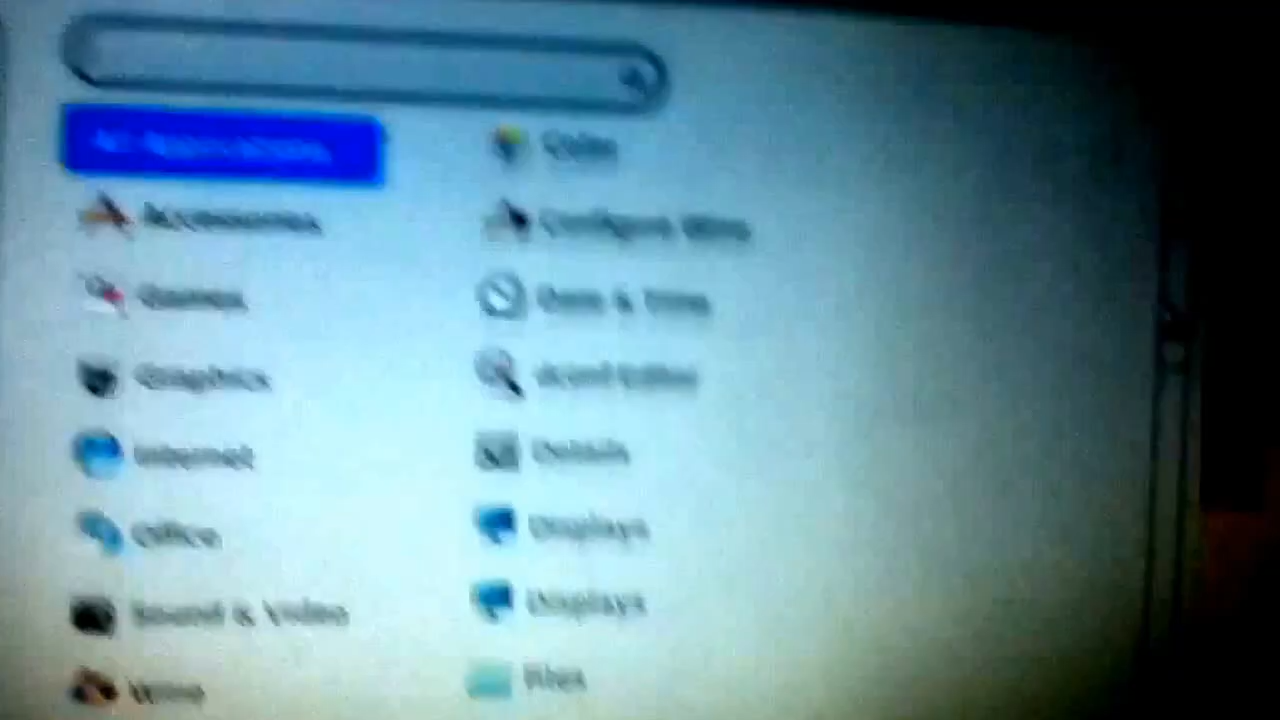 All Applications
Accessories
Games
Graphics
Internet
Office
Sound & Video
Wine
Color
Configure Wine
Date & Time
dconf Editor
Details
Displays
Displays
Files